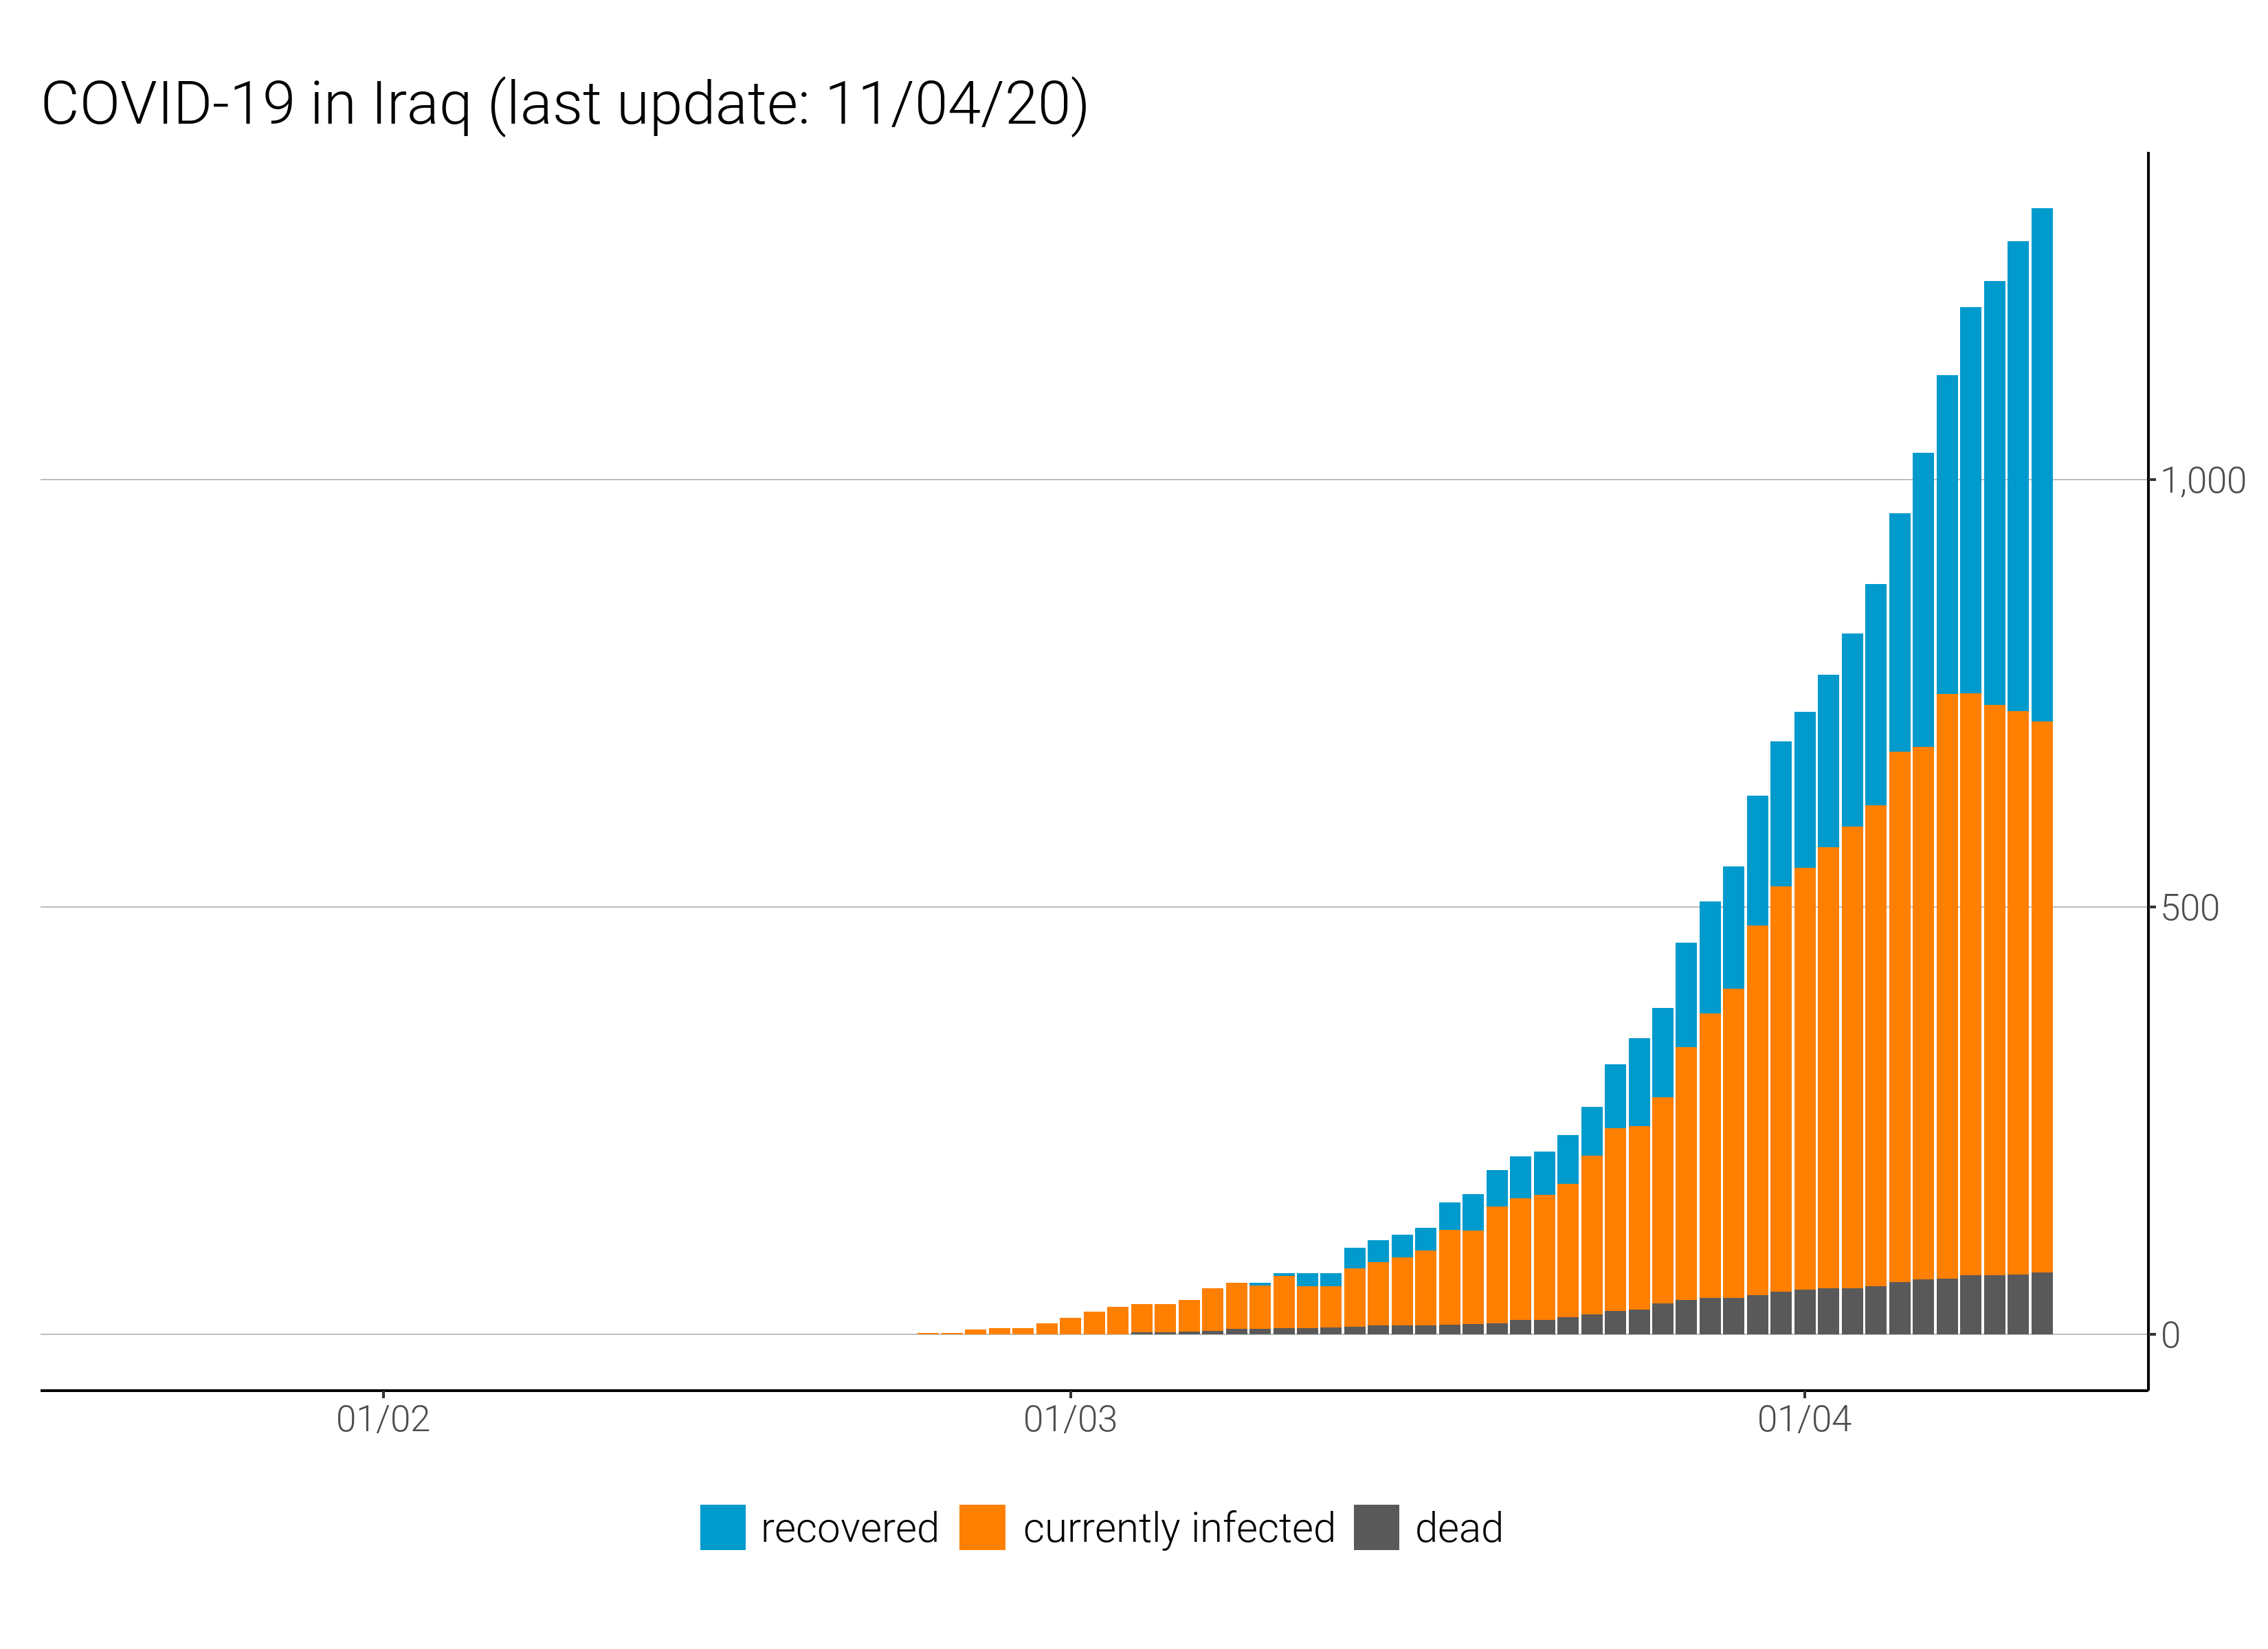 COVID-19 in Iraq (last update: 11/04/20)
1,000
500
0
01/02 01/03 01/04
recovered currently infected dead